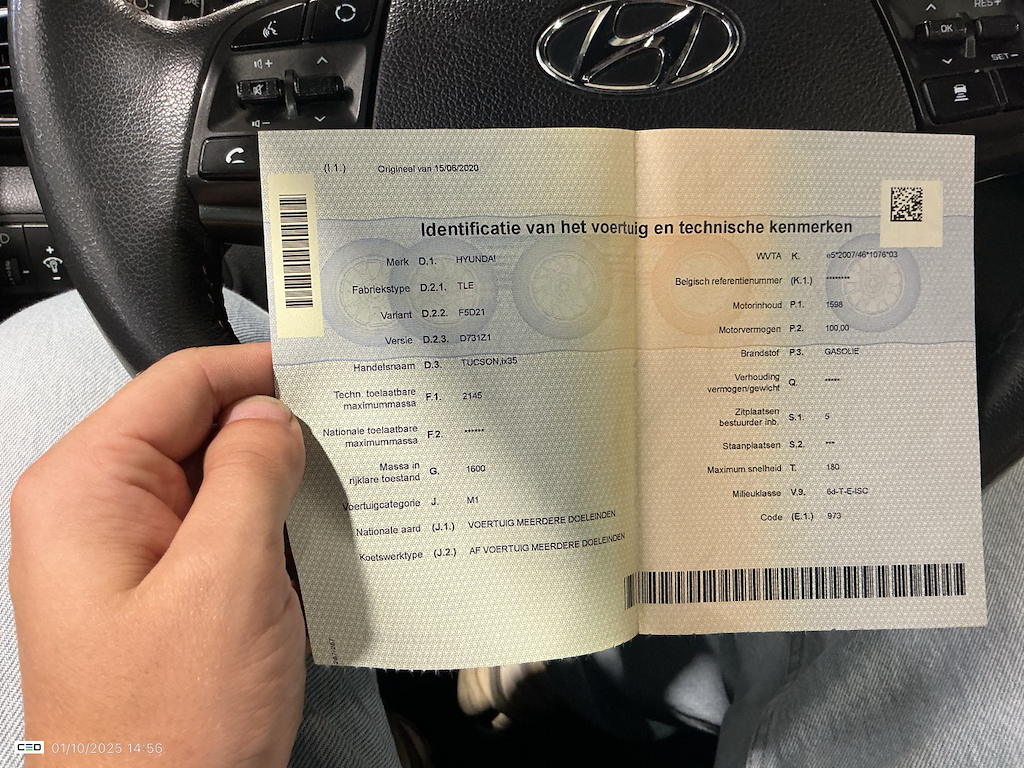 RES+
OK
SET-
(I.1.) Origineel van 15/06/2020
Identificatie van het voertuig en technische kenmerken
Merk D.1. HYUNDAI
Fabriekstype D.2.1. TLE
Variant D.2.2. F5D21
Versie D.2.3. D731Z1
Handelsnaam D.3. TUCSON,ix35
Techn. toelaatbare
maximummassa F.1. 2145
Nationale toelaatbare
maximummassa F.2. ******
Massa in
rijklare toestand G. 1600
Voertuigcategorie J. M1
Nationale aard (J.1.) VOERTUIG MEERDERE DOELEINDEN
Koetswerktype (J.2.) AF VOERTUIG MEERDERE DOELEINDEN
WVTA K. e5*2007/46*1076*03
Belgisch referentienummer (K.1.) ********
Motorinhoud P.1. 1598
Motorvermogen P.2. 100,00
Brandstof P.3. GASOLIE
Verhouding
vermogen/gewicht Q. *****
Zitplaatsen
bestuurder inb. S.1. 5
Staanplaatsen S.2. ***
Maximum snelheid T. 180
Milieuklasse V.9. 6d-T-E-ISC
Code (E.1.) 973
CEO 01/10/2025 14:56